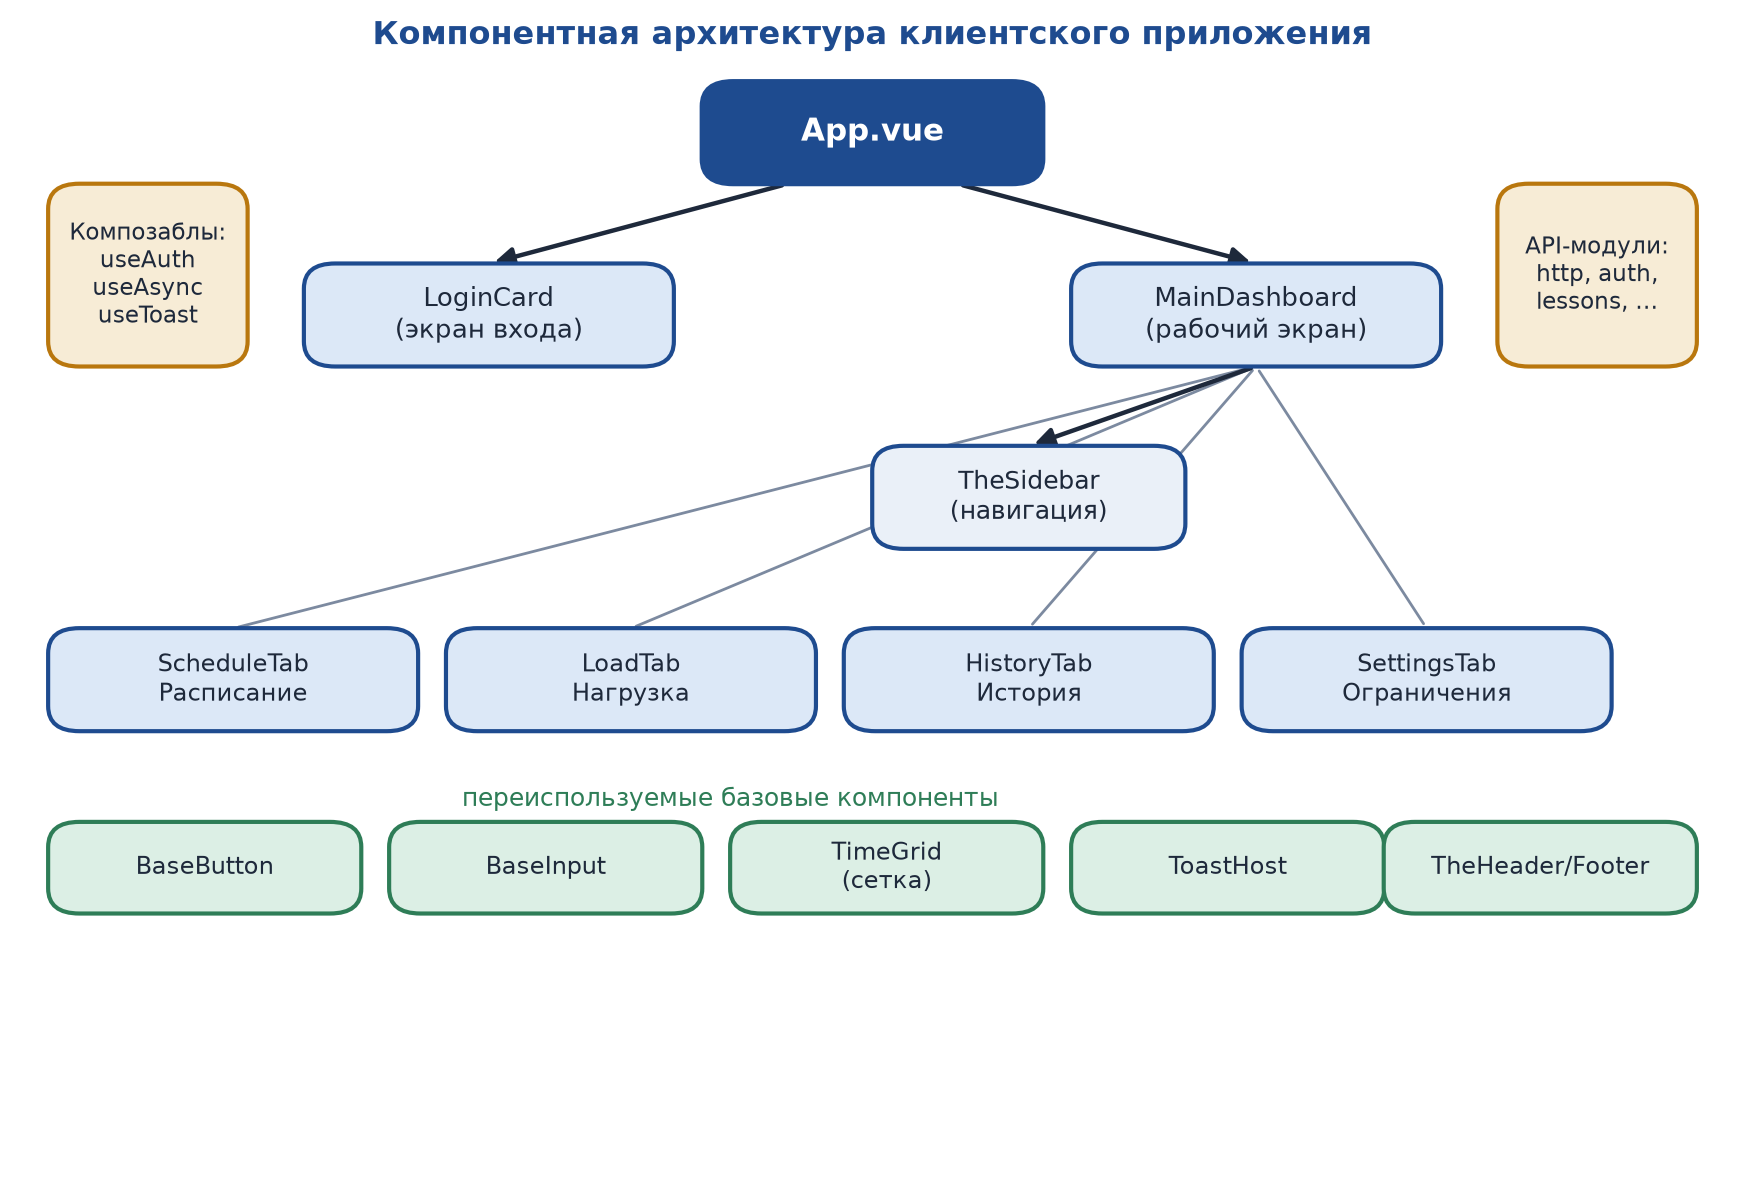 Компонентная архитектура клиентского приложения
App.vue
Композаблы:
useAuth
useAsync
useToast
LoginCard
(экран входа)
MainDashboard
(рабочий экран)
API-модули:
http, auth,
lessons, …
TheSidebar
(навигация)
ScheduleTab
Расписание
LoadTab
Нагрузка
HistoryTab
История
SettingsTab
Ограничения
переиспользуемые базовые компоненты
BaseButton
BaseInput
TimeGrid
(сетка)
ToastHost
TheHeader/Footer